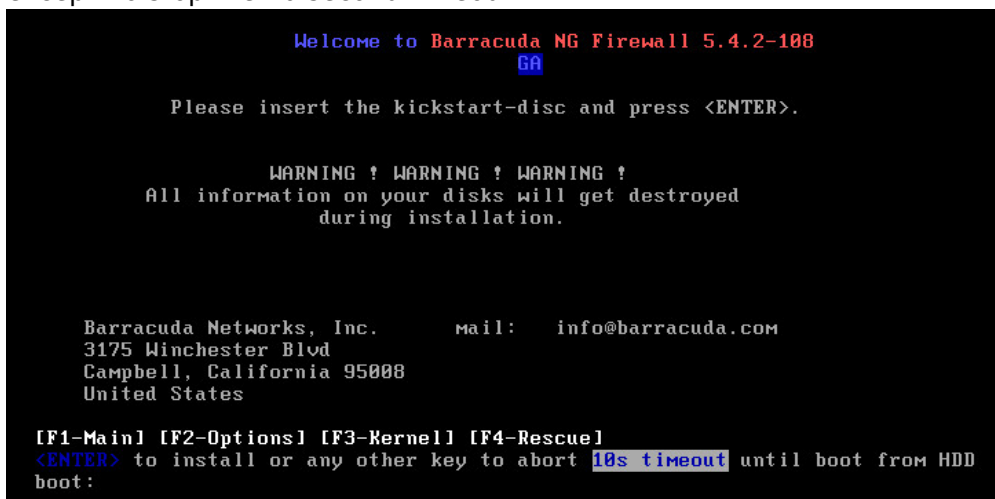 Welcome to Barracuda NG Firewall 5.4.2-108
GA
Please insert the kickstart-disc and press <ENTER>.
WARNING ! WARNING ! WARNING !
All information on your disks will get destroyed
during installation.
Barracuda Networks, Inc. mail: info@barracuda.com
3175 Winchester Blvd
Campbell, California 95008
United States
[F1-Main] [F2-Options] [F3-Kernel] [F4-Rescue]
<ENTER> to install or any other key to abort 10s timeout until boot from HDD
boot: